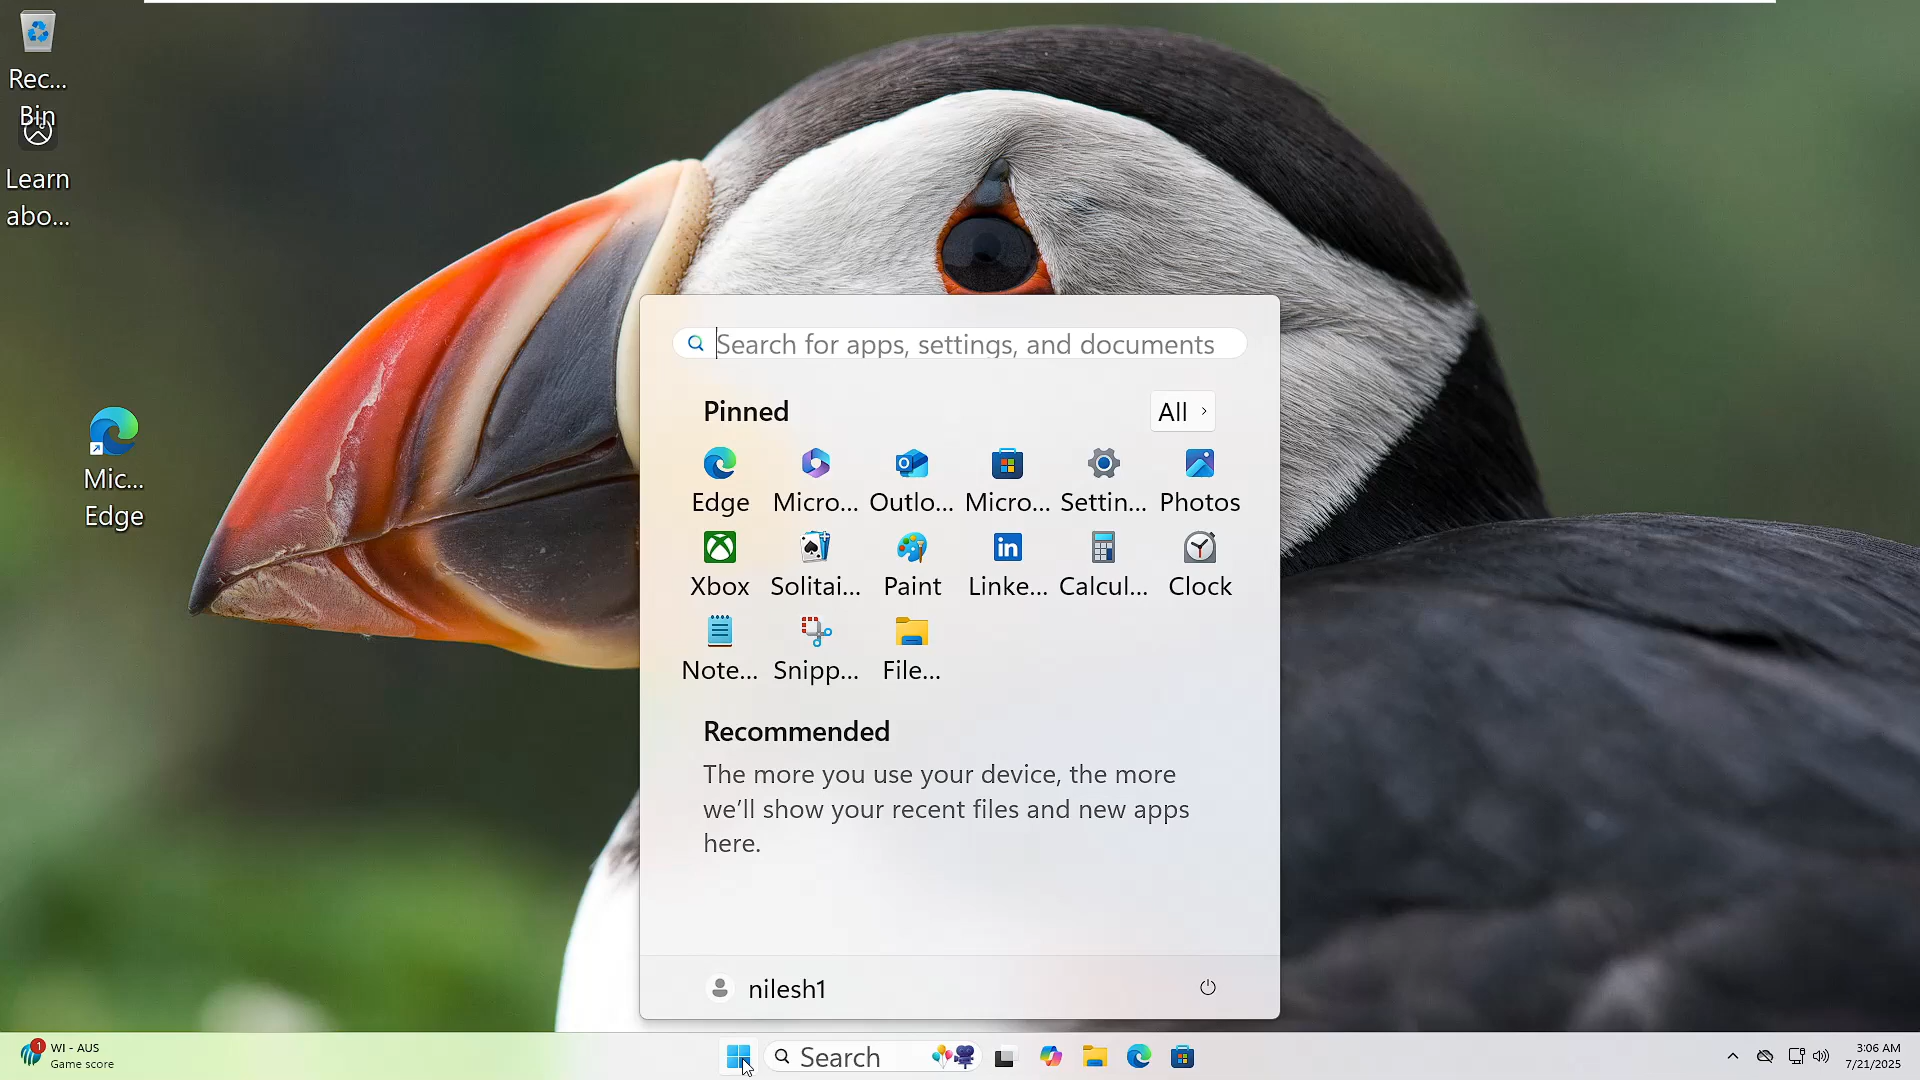 Rec...
Bin
Learn
abo...
Mic...
Edge
Search for apps, settings, and documents
Pinned
All
Edge
Micro...
Outlo...
Micro...
Settin...
Photos
Xbox
Solitai...
Paint
Linke...
Calcul...
Clock
Note...
Snipp...
File...
Recommended
The more you use your device, the more
we’ll show your recent files and new apps
here.
nilesh1
1
WI - AUS
Game score
Search
3:06 AM
7/21/2025